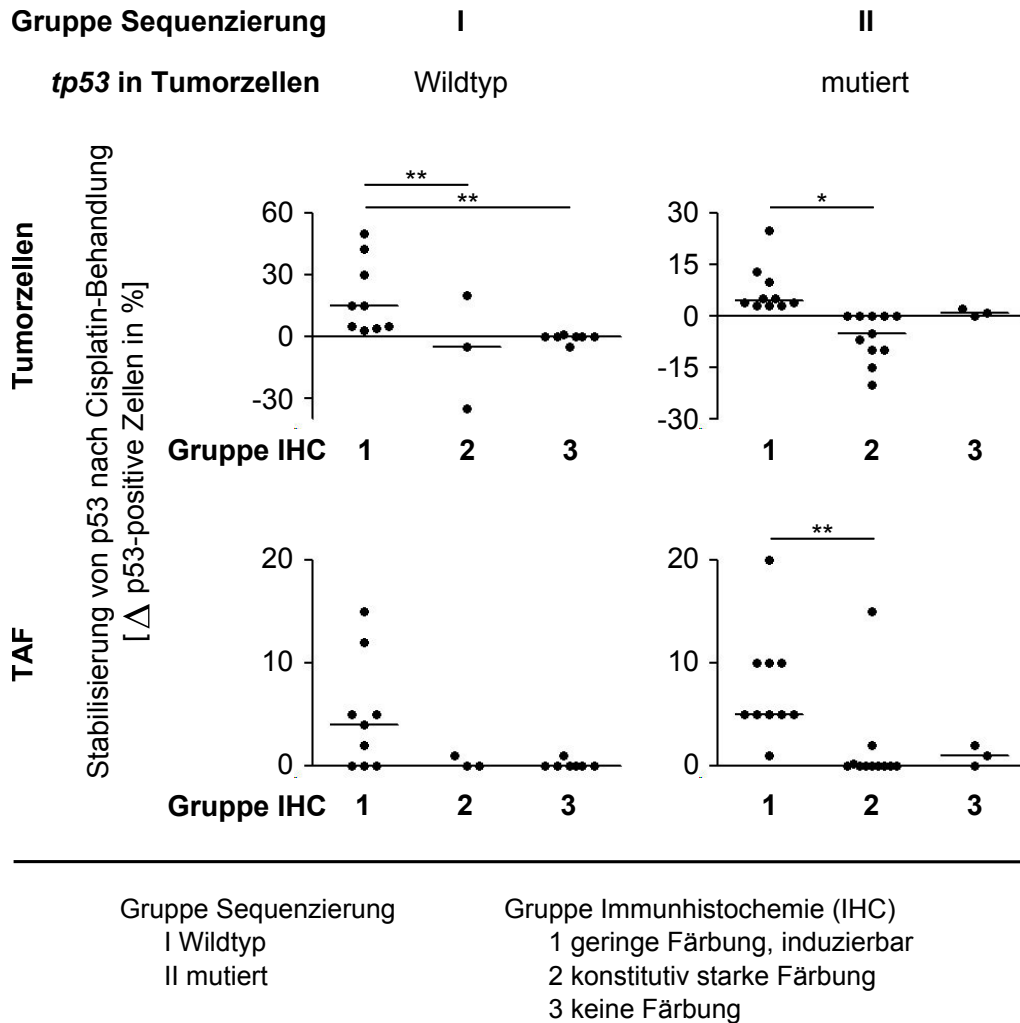 Gruppe Sequenzierung I II
tp53 in Tumorzellen Wildtyp mutiert
Tumorzellen
TAF
Stabilisierung von p53 nach Cisplatin-Behandlung
[Δ p53-positive Zellen in %]
**
**
60
30
0
-30
Gruppe IHC 1 2 3
*
30
15
0
-15
-30
1 2 3
20
10
0
Gruppe IHC 1 2 3
**
20
10
0
1 2 3
Gruppe Sequenzierung
I Wildtyp
II mutiert
Gruppe Immunhistochemie (IHC)
1 geringe Färbung, induzierbar
2 konstitutiv starke Färbung
3 keine Färbung